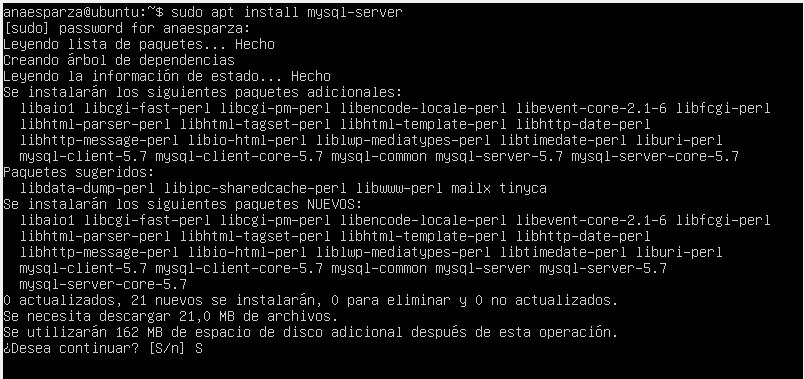 anaesparza@ubuntu:~$ sudo apt install mysql-server
[sudo] password for anaesparza:
Leyendo lista de paquetes... Hecho
Creando árbol de dependencias
Leyendo la información de estado... Hecho
Se instalarán los siguientes paquetes adicionales:
  libaio1 libcgi-fast-perl libcgi-pm-perl libencode-locale-perl libevent-core-2.1-6 libfcgi-perl
  libhtml-parser-perl libhtml-tagset-perl libhtml-template-perl libhttp-date-perl
  libhttp-message-perl libio-html-perl liblwp-mediatypes-perl libtimedate-perl liburi-perl
  mysql-client-5.7 mysql-client-core-5.7 mysql-common mysql-server-5.7 mysql-server-core-5.7
Paquetes sugeridos:
  libdata-dump-perl libipc-sharedcache-perl libwww-perl mailx tinyca
Se instalarán los siguientes paquetes NUEVOS:
  libaio1 libcgi-fast-perl libcgi-pm-perl libencode-locale-perl libevent-core-2.1-6 libfcgi-perl
  libhtml-parser-perl libhtml-tagset-perl libhtml-template-perl libhttp-date-perl
  libhttp-message-perl libio-html-perl liblwp-mediatypes-perl libtimedate-perl liburi-perl
  mysql-client-5.7 mysql-client-core-5.7 mysql-common mysql-server mysql-server-5.7
  mysql-server-core-5.7
0 actualizados, 21 nuevos se instalarán, 0 para eliminar y 0 no actualizados.
Se necesita descargar 21,0 MB de archivos.
Se utilizarán 162 MB de espacio de disco adicional después de esta operación.
¿Desea continuar? [S/n] S